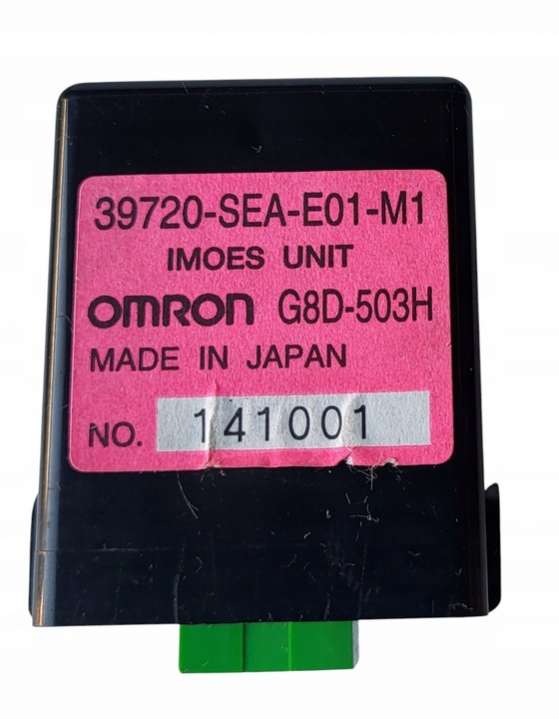 39720-SEA-E01-M1
IMOES UNIT
OMRON G8D-503H
MADE IN JAPAN
NO. 141001